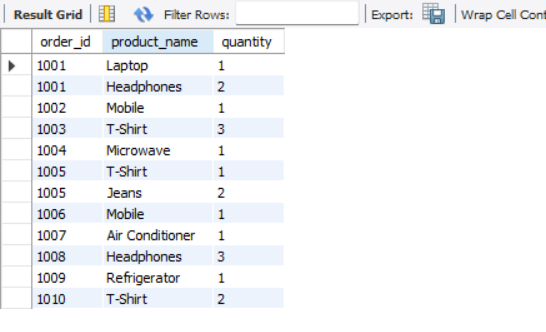 Result Grid Filter Rows: Export: Wrap Cell Cont
order_id product_name quantity
1001 Laptop 1
1001 Headphones 2
1002 Mobile 1
1003 T-Shirt 3
1004 Microwave 1
1005 T-Shirt 1
1005 Jeans 2
1006 Mobile 1
1007 Air Conditioner 1
1008 Headphones 3
1009 Refrigerator 1
1010 T-Shirt 2